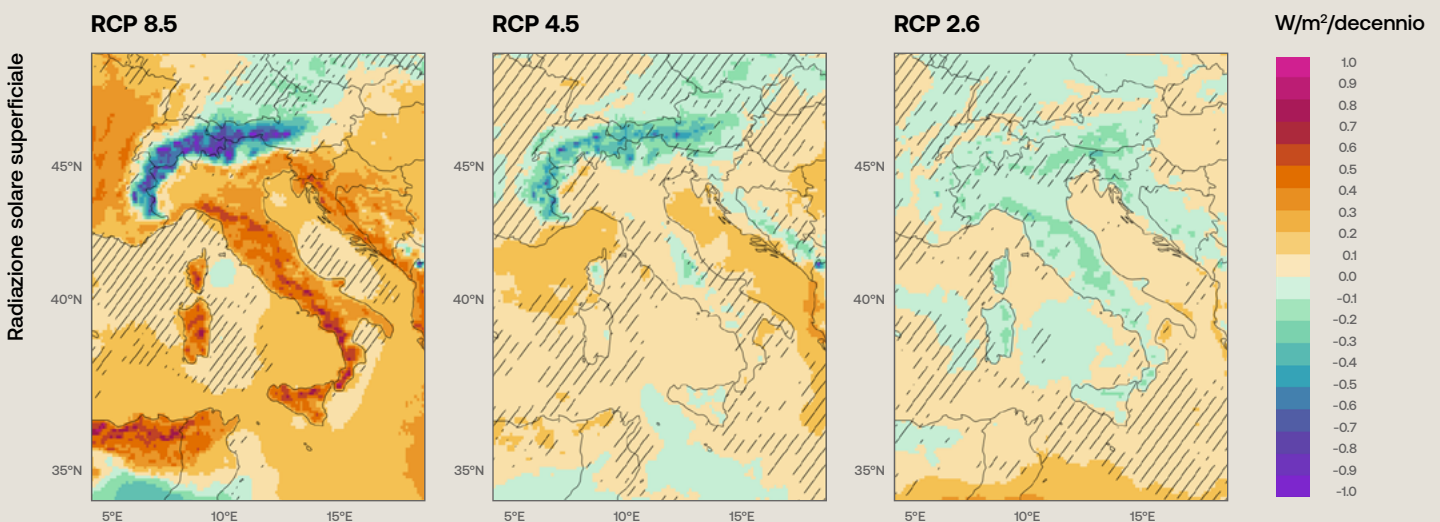 RCP 8.5
RCP 4.5
RCP 2.6
W/m²/decennio
Radiazione solare superficiale
45°N
40°N
35°N
5°E
10°E
15°E
45°N
40°N
35°N
5°E
10°E
15°E
45°N
40°N
35°N
5°E
10°E
15°E
1.0
0.9
0.8
0.7
0.6
0.5
0.4
0.3
0.2
0.1
0.0
-0.1
-0.2
-0.3
-0.4
-0.5
-0.6
-0.7
-0.8
-0.9
-1.0